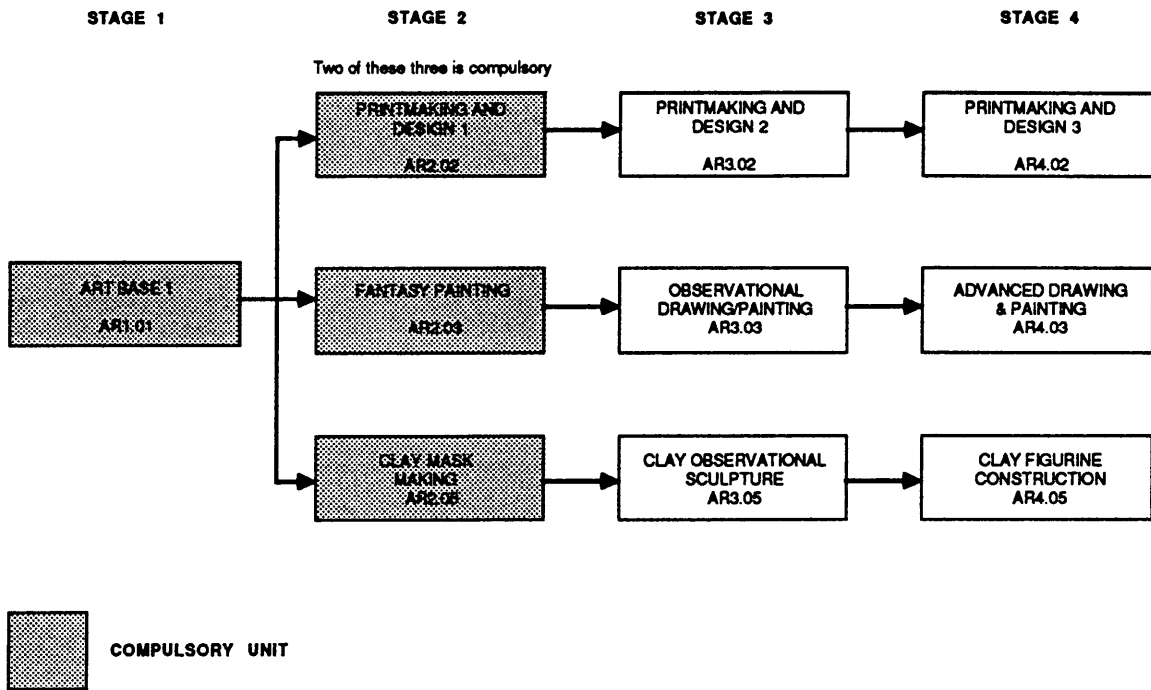 STAGE 1
STAGE 2
STAGE 3
STAGE 4
Two of these three is compulsory
PRINTMAKING AND
DESIGN 1
AR2.02
PRINTMAKING AND
DESIGN 2
AR3.02
PRINTMAKING AND
DESIGN 3
AR4.02
ART BASE 1
AR1.01
FANTASY PAINTING
AR2.03
OBSERVATIONAL
DRAWING/PAINTING
AR3.03
ADVANCED DRAWING
& PAINTING
AR4.03
CLAY MASK
MAKING
AR2.05
CLAY OBSERVATIONAL
SCULPTURE
AR3.05
CLAY FIGURINE
CONSTRUCTION
AR4.05
COMPULSORY UNIT